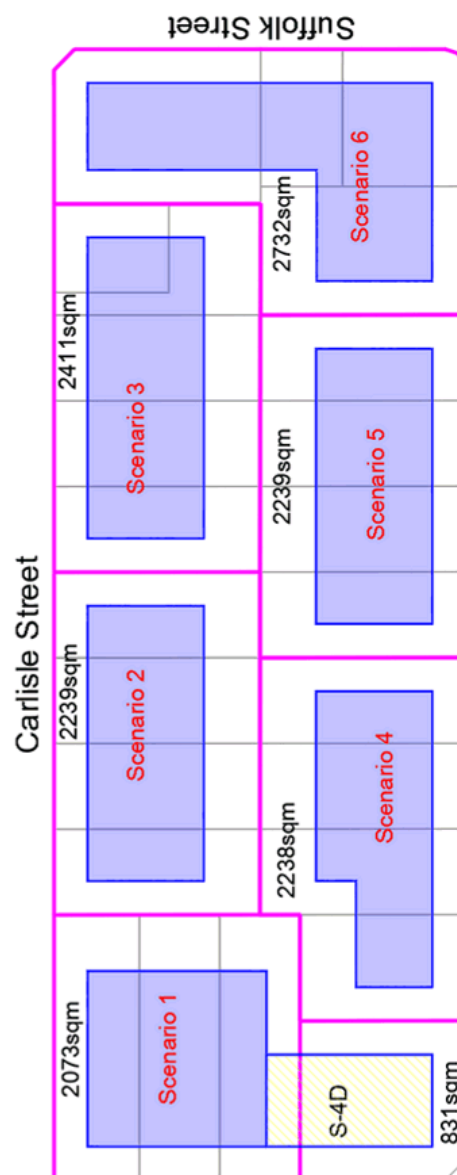 Suffolk Street
Scenario 6
2732sqm
2411sqm
Scenario 3
Scenario 5
2239sqm
Carlisle Street
2239sqm
Scenario 2
Scenario 4
2238sqm
2073sqm
Scenario 1
S-4D
831sqm